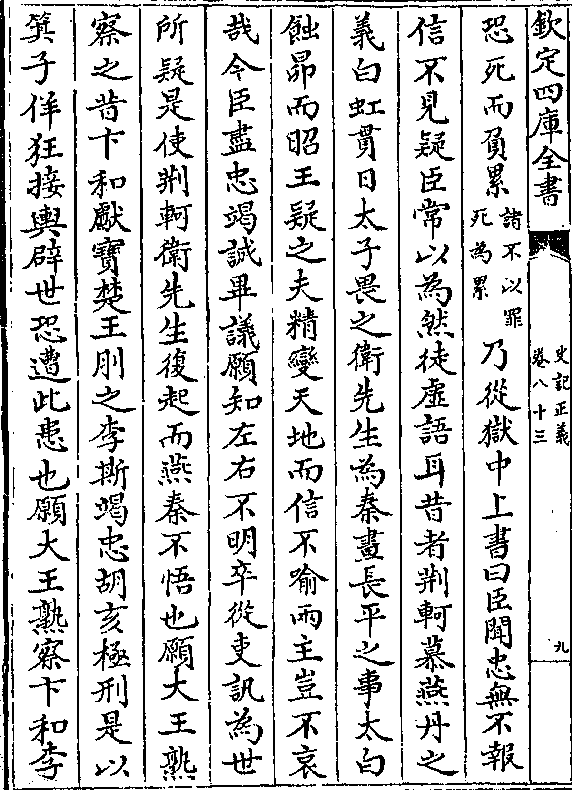 欽定四庫全書
史記正義
卷八十三
九
恐死而負累諸不以罪死為累乃從獄中上書曰臣聞忠無不報
信不見疑臣常以為然徒虛語耳昔者荆軻慕燕丹之
義白虹貫日太子畏之衛先生為秦畫長平之事太白
蝕昴而昭王疑之夫精變天地而信不喻兩主豈不哀
哉今臣盡忠竭誠畢議願知左右不明卒從吏訊為世
所疑是使荆軻衛先生復起而燕秦不悟也願大王熟
察之昔卞和獻寶楚王刖之李斯竭忠胡亥極刑是以
箕子佯狂接輿辟世恐遭此患也願大王熟察卞和李